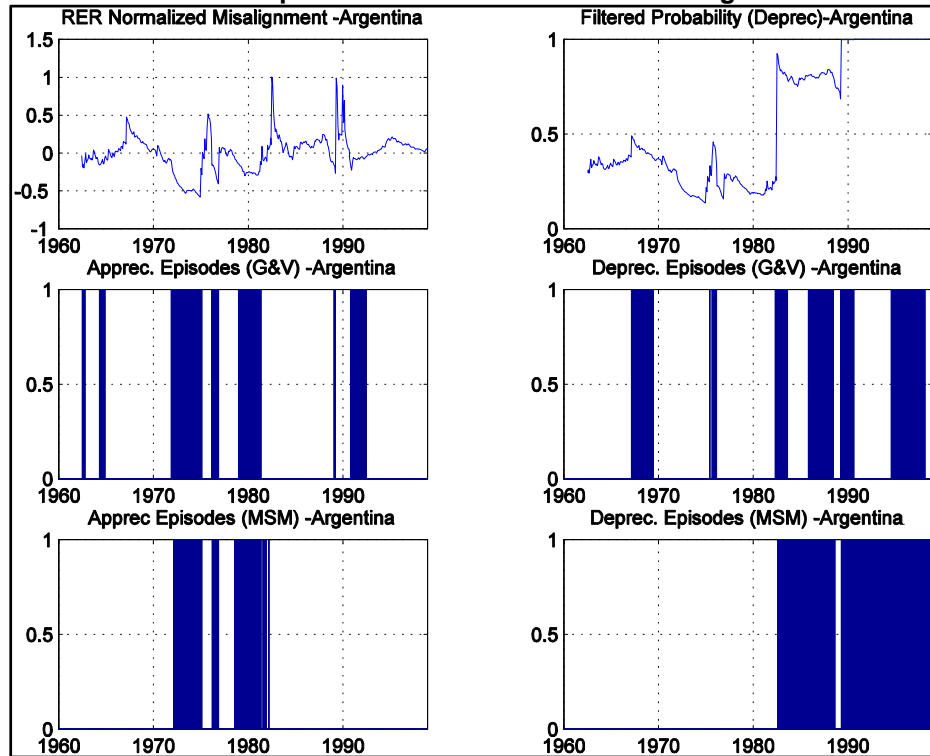 RER Normalized Misalignment -Argentina
1.5
1
0.5
0
-0.5
-1
1960 1970 1980 1990
Filtered Probability (Deprec)-Argentina
1
0.5
0
1960 1970 1980 1990
Apprec. Episodes (G&V) -Argentina
1
0.5
0
1960 1970 1980 1990
Deprec. Episodes (G&V) -Argentina
1
0.5
0
1960 1970 1980 1990
Apprec Episodes (MSM) -Argentina
1
0.5
0
1960 1970 1980 1990
Deprec. Episodes (MSM) -Argentina
1
0.5
0
1960 1970 1980 1990